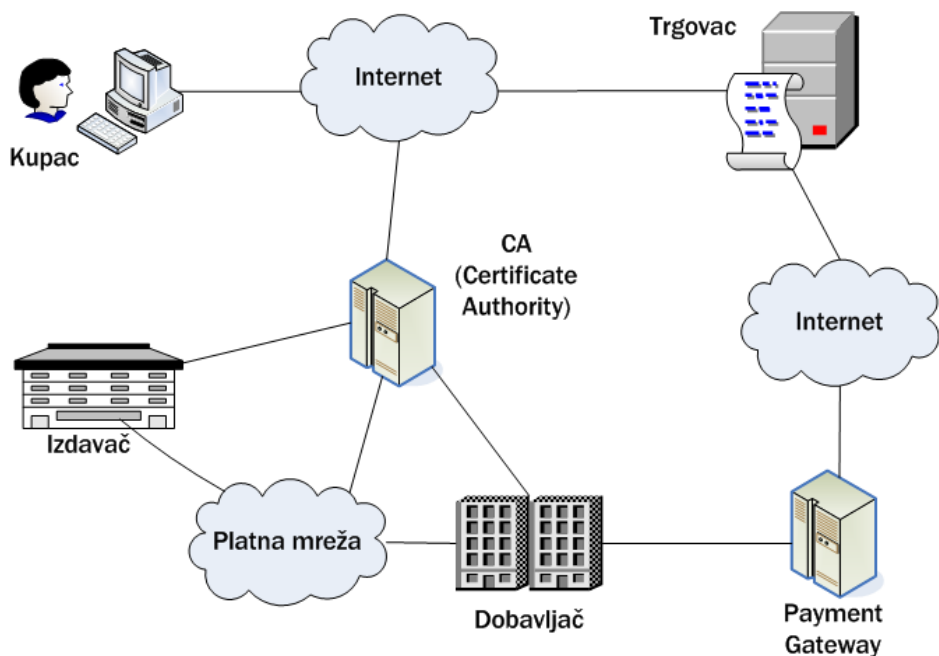 Trgovac
Internet
Kupac
CA
(Certificate
Authority)
Internet
Izdavač
Platna mreža
Dobavljač
Payment
Gateway